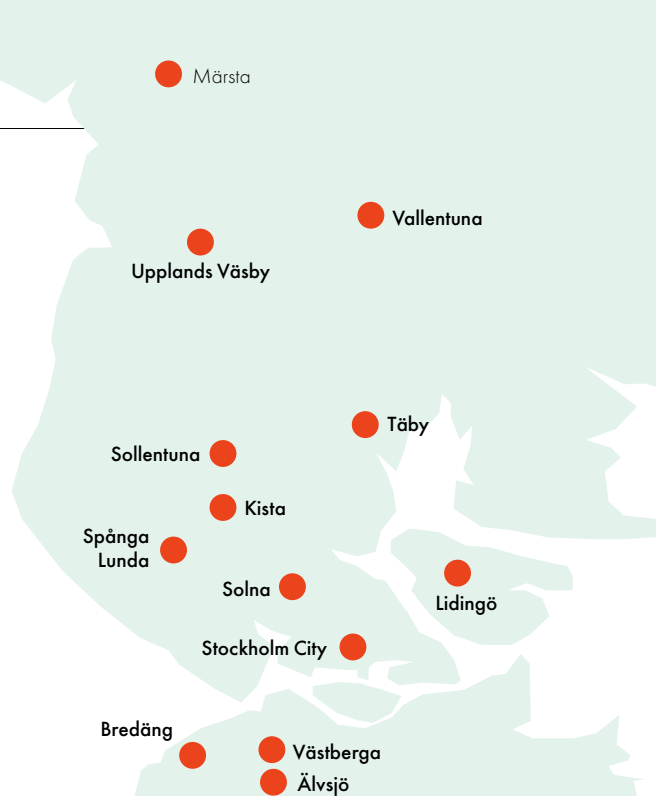 Märsta
Vallentuna
Upplands Väsby
Täby
Sollentuna
Kista
Spånga
Lunda
Solna
Lidingö
Stockholm City
Bredäng
Västberga
Älvsjö